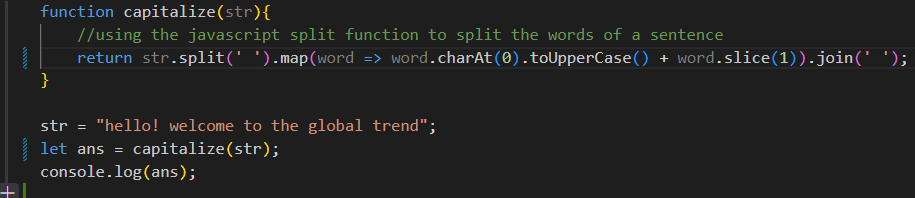 function capitalize(str){
    //using the javascript split function to split the words of a sentence
    return str.split(' ').map(word => word.charAt(0).toUpperCase() + word.slice(1)).join(' ');
}
str = "hello! welcome to the global trend";
let ans = capitalize(str);
console.log(ans);